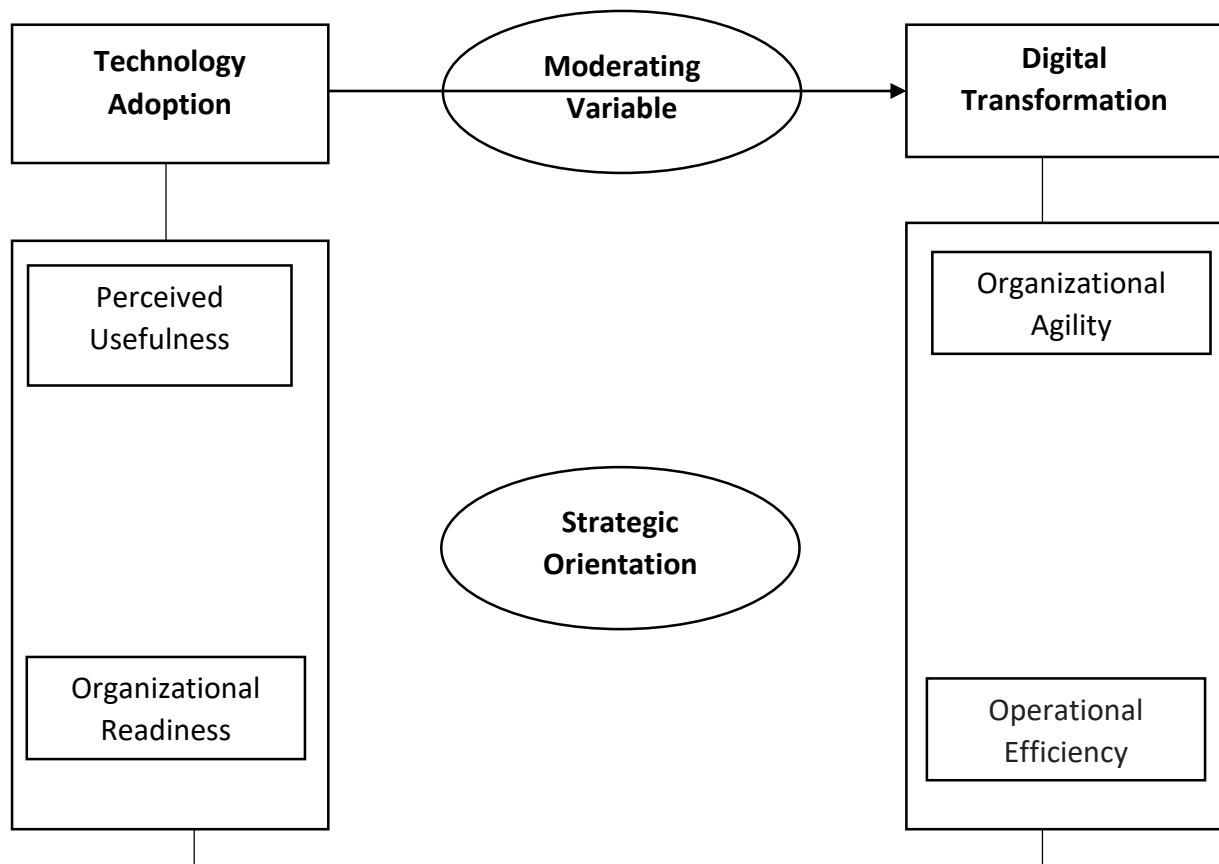 Technology
Adoption
Moderating
Variable
Digital
Transformation
Perceived
Usefulness
Organizational
Agility
Strategic
Orientation
Organizational
Readiness
Operational
Efficiency